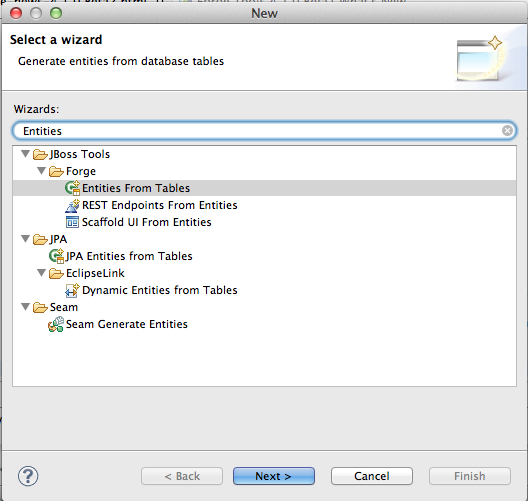 New
Select a wizard
Generate entities from database tables
Wizards:
Entities
JBoss Tools
Forge
Entities From Tables
REST Endpoints From Entities
Scaffold UI From Entities
JPA
JPA Entities from Tables
EclipseLink
Dynamic Entities from Tables
Seam
Seam Generate Entities
?
< Back
Next >
Cancel
Finish